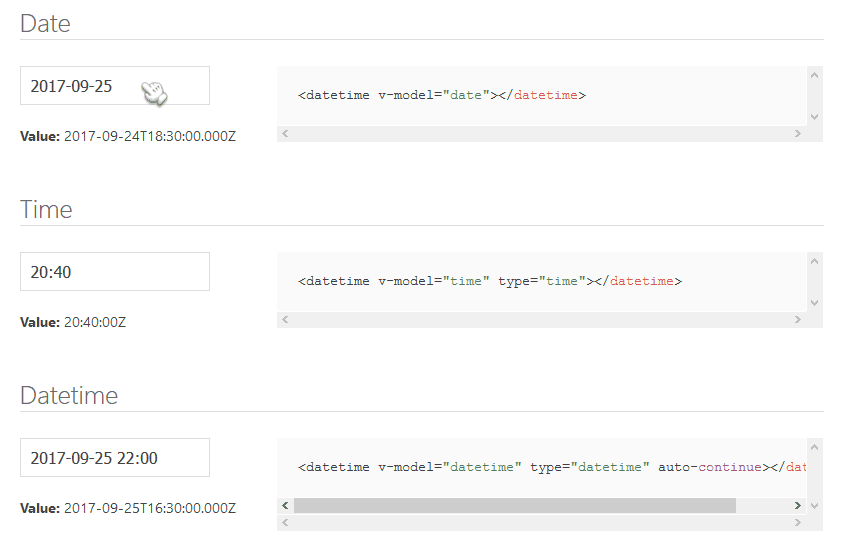 Date
2017-09-25
<datetime v-model="date"></datetime>
Value: 2017-09-24T18:30:00.000Z
Time
20:40
<datetime v-model="time" type="time"></datetime>
Value: 20:40:00Z
Datetime
2017-09-25 22:00
<datetime v-model="datetime" type="datetime" auto-continue></dat
Value: 2017-09-25T16:30:00.000Z